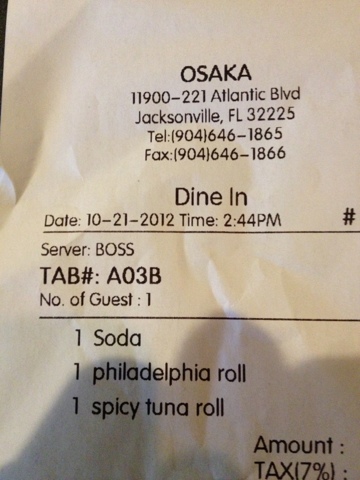 OSAKA
11900-221 Atlantic Blvd
Jacksonville, FL 32225
Tel:(904)646-1865
Fax:(904)646-1866
Dine In
Date: 10-21-2012 Time: 2:44PM #
Server: BOSS
TAB#: A03B
No. of Guest : 1
1 Soda
1 philadelphia roll
1 spicy tuna roll
Amount :
TAX(7%) :